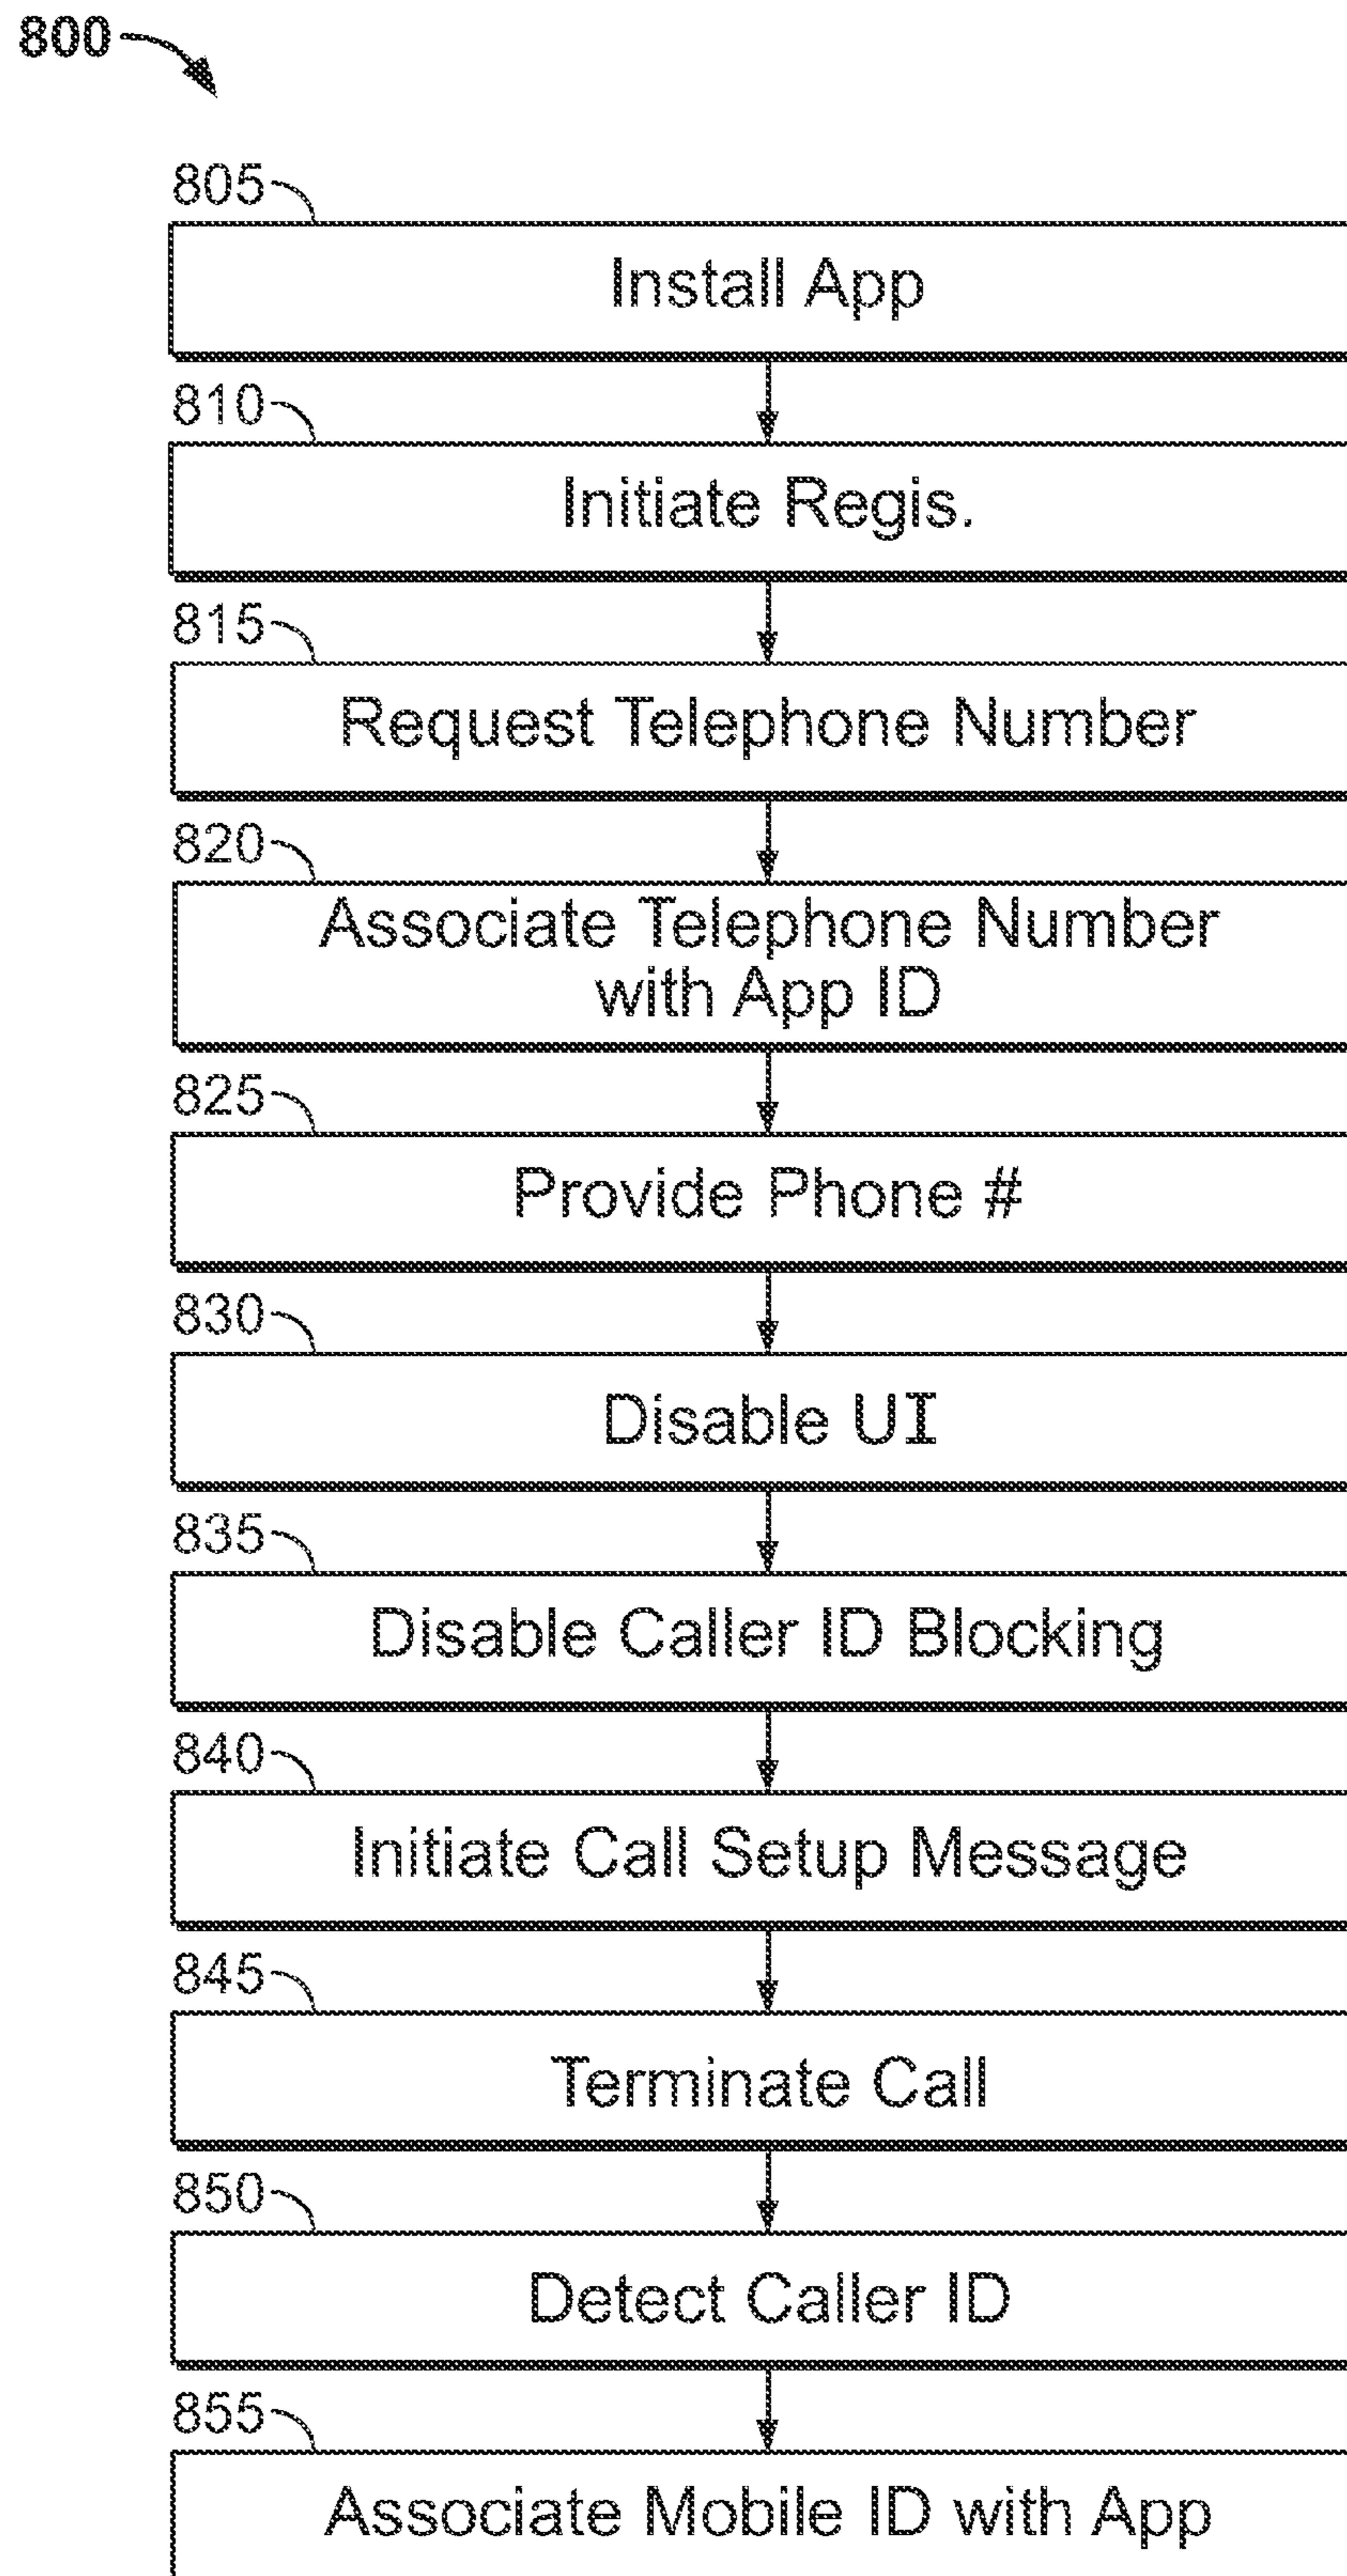 800
805
Install App
810
Initiate Regis.
815
Request Telephone Number
820
Associate Telephone Number
with App ID
825
Provide Phone #
830
Disable UI
835
Disable Caller ID Blocking
840
Initiate Call Setup Message
845
Terminate Call
850
Detect Caller ID
855
Associate Mobile ID with App